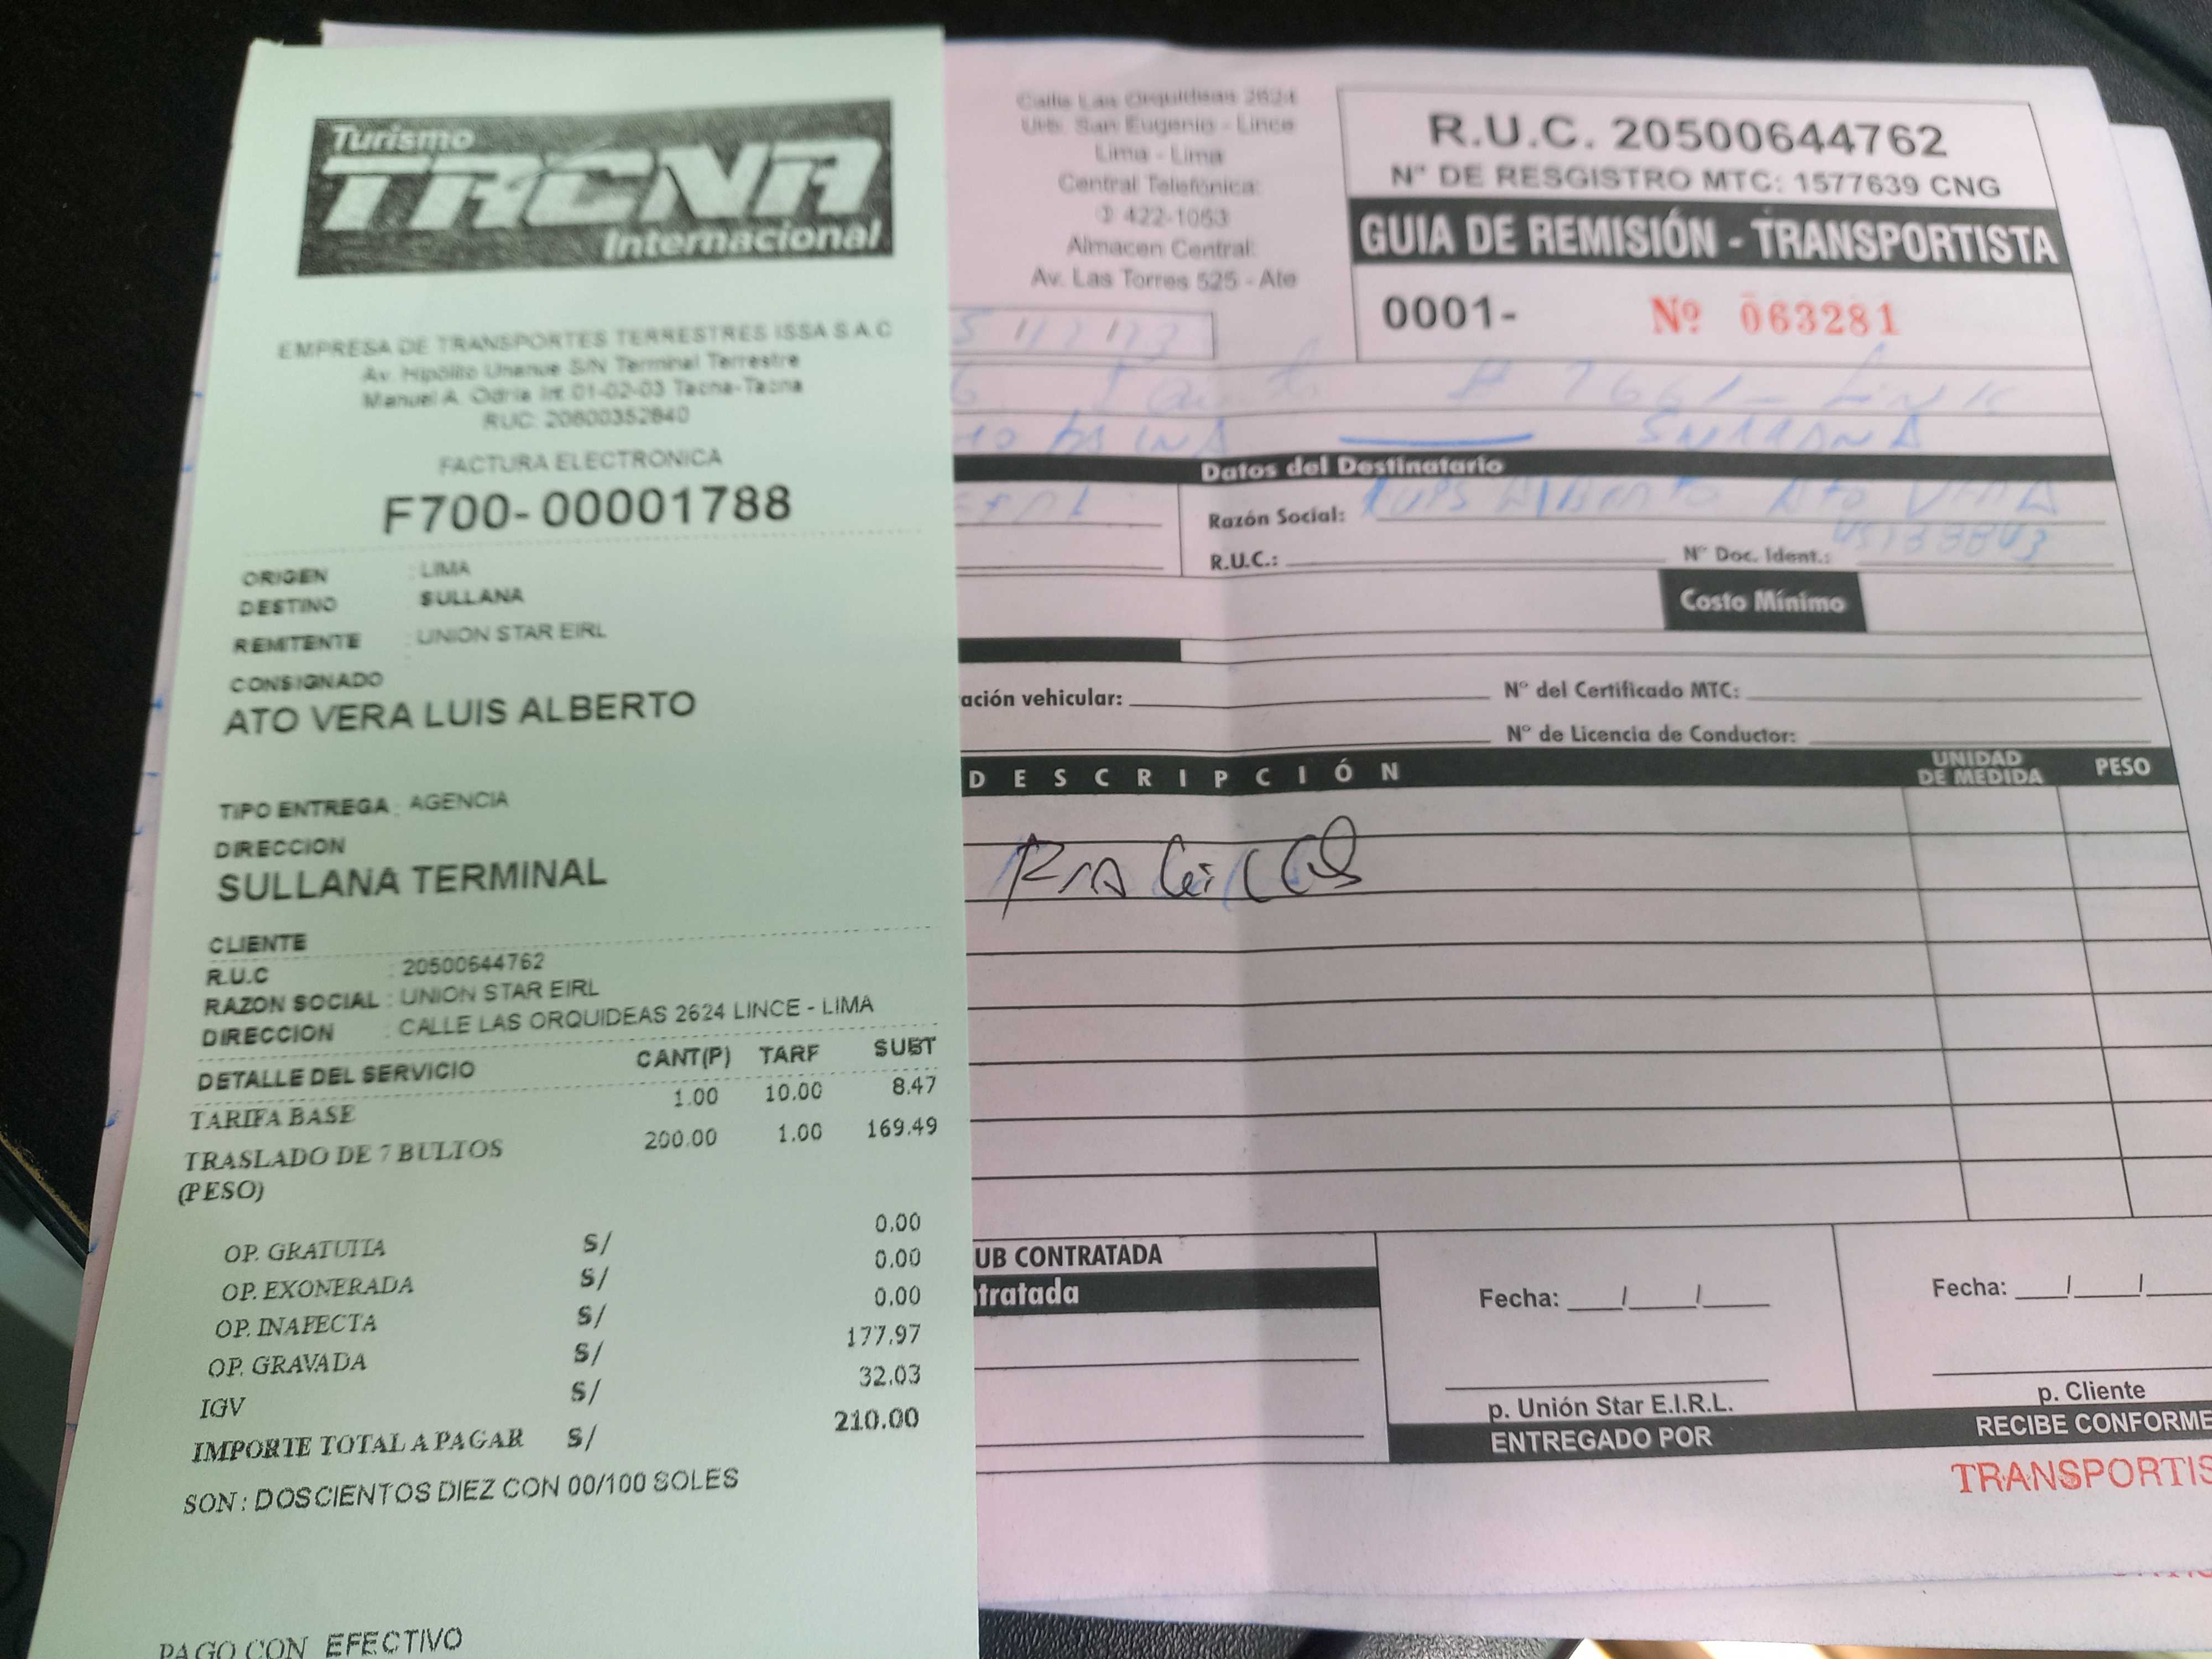 Turismo
TACNA
Internacional
EMPRESA DE TRANSPORTES TERRESTRES ISSA S.A.C
Av. Hipólito Unanue S/N Terminal Terrestre
Manuel A. Odria Int 01-02-03 Tacna-Tacna
RUC: 20600352840
FACTURA ELECTRONICA
F700-00001788
ORIGEN : LIMA
DESTINO SULLANA
REMITENTE : UNION STAR EIRL
CONSIGNADO
ATO VERA LUIS ALBERTO
TIPO ENTREGA : AGENCIA
DIRECCION
SULLANA TERMINAL
CLIENTE
R.U.C : 20500644762
RAZON SOCIAL : UNION STAR EIRL
DIRECCION : CALLE LAS ORQUIDEAS 2624 LINCE - LIMA
DETALLE DEL SERVICIO CANT(P) TARF SUBT
TARIFA BASE 1.00 10.00 8.47
TRASLADO DE 7 BULTOS 200.00 1.00 169.49
(PESO)
OP. GRATUITA S/ 0.00
OP. EXONERADA S/ 0.00
OP. INAFECTA S/ 0.00
OP. GRAVADA S/ 177.97
IGV S/ 32.03
IMPORTE TOTAL A PAGAR S/ 210.00
SON : DOSCIENTOS DIEZ CON 00/100 SOLES
PAGO CON EFECTIVO
Calle Las Orquídeas 2624
Urb. San Eugenio - Lince
Lima - Lima
Central Telefónica:
422-1053
Almacen Central:
Av. Las Torres 525 - Ate
R.U.C. 20500644762
N° DE RESGISTRO MTC: 1577639 CNG
GUIA DE REMISIÓN - TRANSPORTISTA
0001- Nº 063281
SULLANA
Datos del Destinatario
Razón Social: Luis Alberto Ato Vera
R.U.C.: N° Doc. Ident.:
Costo Mínimo
ación vehicular: N° del Certificado MTC:
N° de Licencia de Conductor:
DESCRIPCIÓN UNIDAD DE MEDIDA PESO
UB CONTRATADA
tratada
Fecha: / /
p. Unión Star E.I.R.L.
ENTREGADO POR
Fecha: / /
p. Cliente
RECIBE CONFORME
TRANSPORTIS